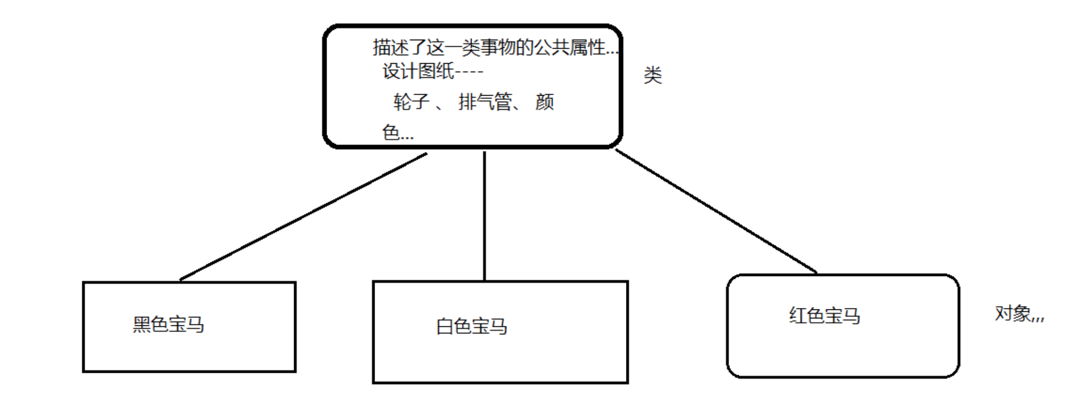 描述了这一类事物的公共属性...
设计图纸----
轮子 、 排气管、 颜
色...
类
黑色宝马
白色宝马
红色宝马
对象,,,